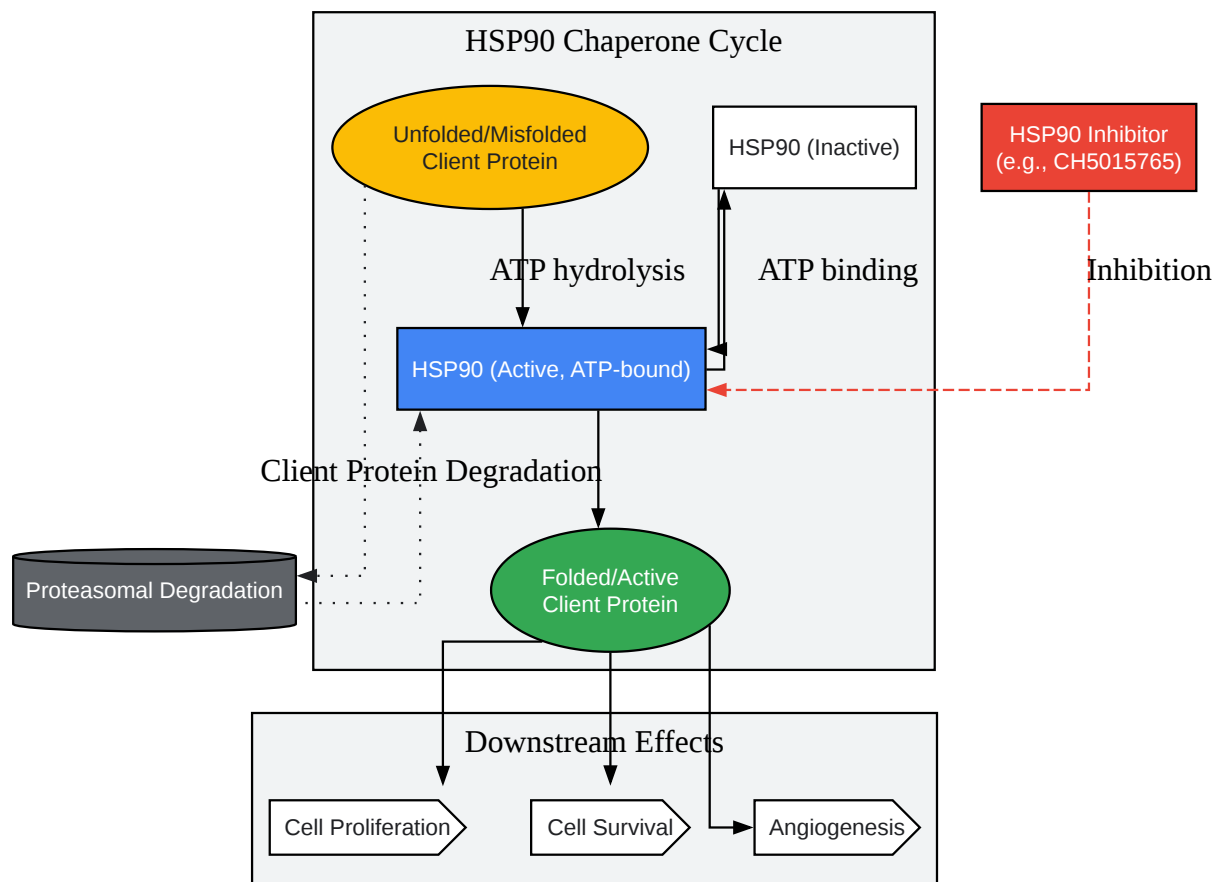 HSP90 Chaperone Cycle
Unfolded/Misfolded
Client Protein
HSP90 (Inactive)
HSP90 Inhibitor
(e.g., CH5015765)
ATP hydrolysis
ATP binding
Inhibition
HSP90 (Active, ATP-bound)
Client Protein Degradation
Proteasomal Degradation
Folded/Active
Client Protein
Downstream Effects
Cell Proliferation
Cell Survival
Angiogenesis